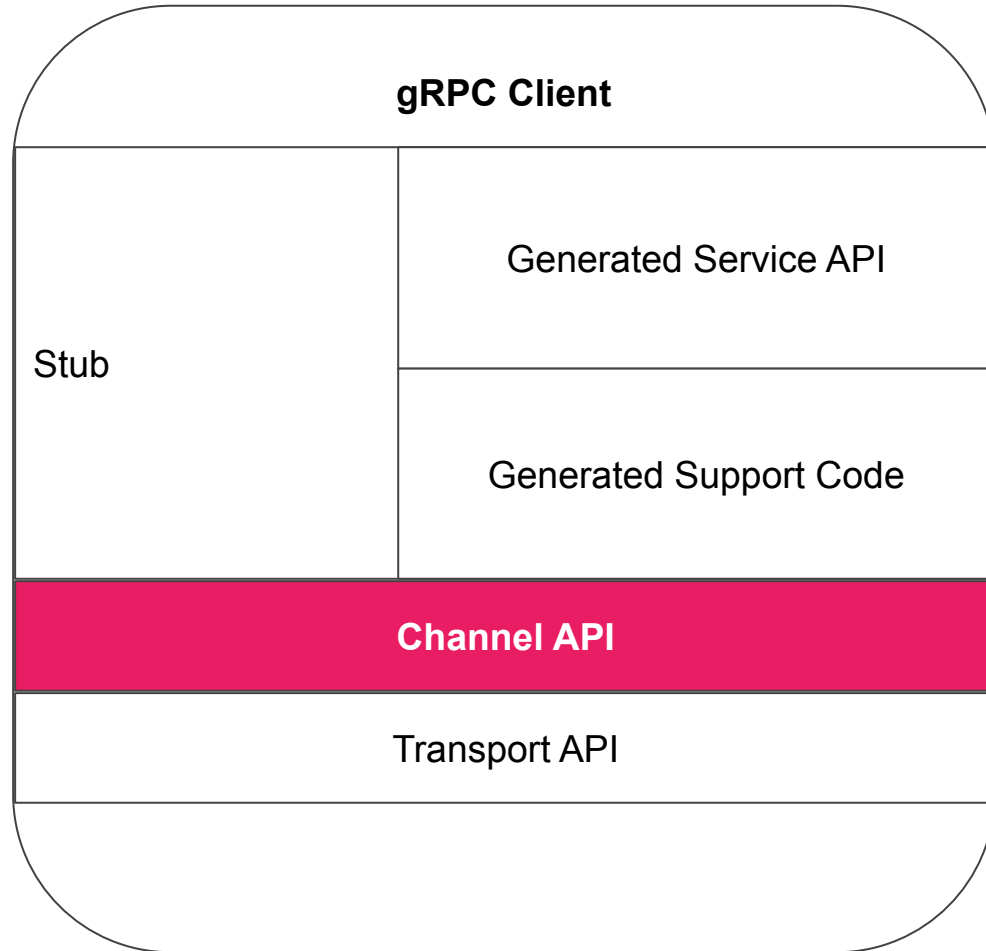 gRPC Client
Generated Service API
Stub
Generated Support Code
Channel API
Transport API